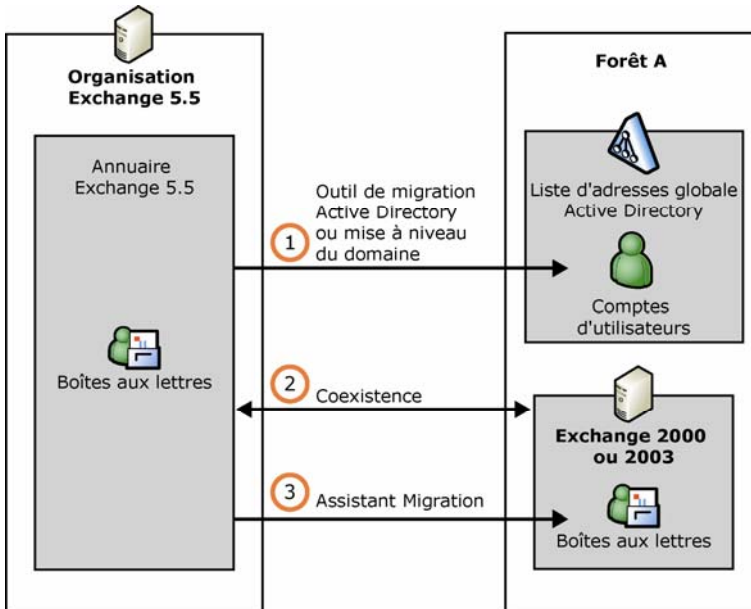 Organisation
Exchange 5.5
Annuaire
Exchange 5.5
Boîtes aux lettres
1
Outil de migration
Active Directory
ou mise à niveau
du domaine
2
Coexistence
3
Assistant Migration
Forêt A
Liste d'adresses globale
Active Directory
Comptes
d'utilisateurs
Exchange 2000
ou 2003
Boîtes aux lettres